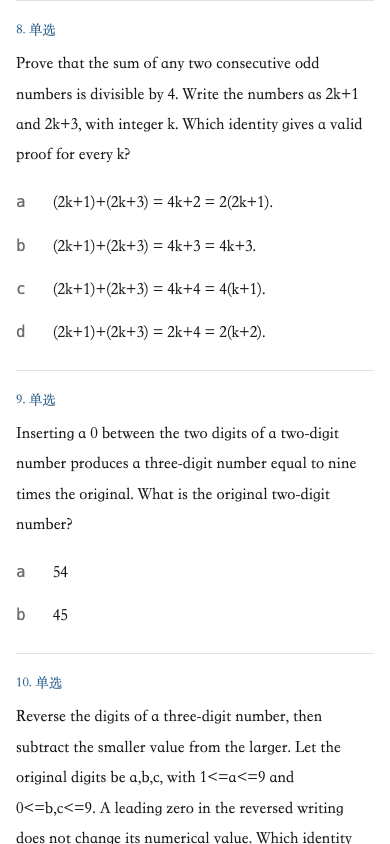 8. 单选
Prove that the sum of any two consecutive odd
numbers is divisible by 4. Write the numbers as 2k+1
and 2k+3, with integer k. Which identity gives a valid
proof for every k?
a (2k+1)+(2k+3) = 4k+2 = 2(2k+1).
b (2k+1)+(2k+3) = 4k+3 = 4k+3.
c (2k+1)+(2k+3) = 4k+4 = 4(k+1).
d (2k+1)+(2k+3) = 2k+4 = 2(k+2).
9. 单选
Inserting a 0 between the two digits of a two-digit
number produces a three-digit number equal to nine
times the original. What is the original two-digit
number?
a 54
b 45
10. 单选
Reverse the digits of a three-digit number, then
subtract the smaller value from the larger. Let the
original digits be a,b,c, with 1<=a<=9 and
0<=b,c<=9. A leading zero in the reversed writing
does not change its numerical value. Which identity